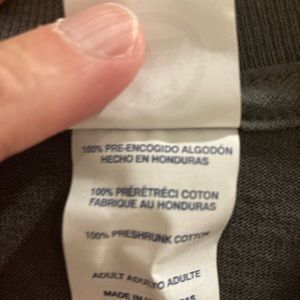 100% PRE-ENCOGIDO ALGODÓN
HECHO EN HONDURAS
100% PRÉRÉTRÉCI COTON
FABRIQUE AU HONDURAS
100% PRESHRUNK COTTON
ADULT ADULTO ADULTE
MADE IN